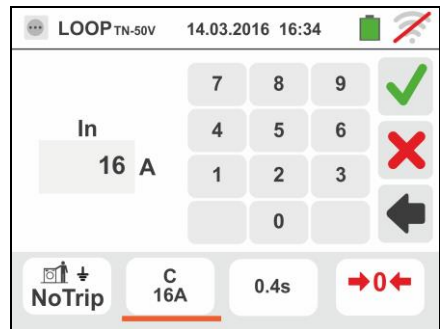 LOOP TN-50V 14.03.2016 16:34
7 8 9
In 4 5 6
16 A 1 2 3
0
NoTrip C 16A 0.4s 0